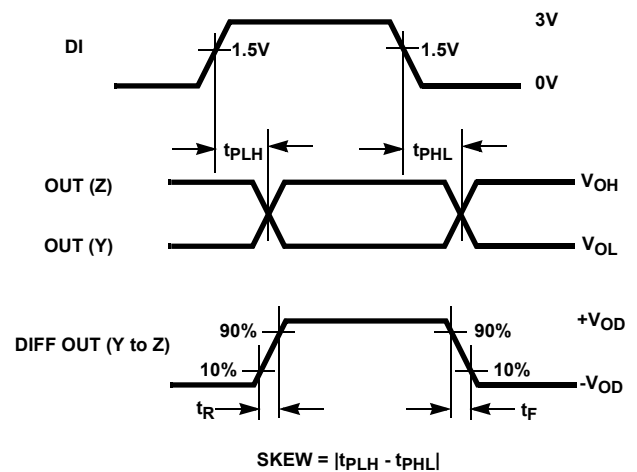 3V
DI
1.5V
1.5V
0V
tPLH
tPHL
OUT (Z)
VOH
OUT (Y)
VOL
+VOD
90%
90%
DIFF OUT (Y to Z)
10%
10%
-VOD
tR
tF
SKEW = |tPLH - tPHL|